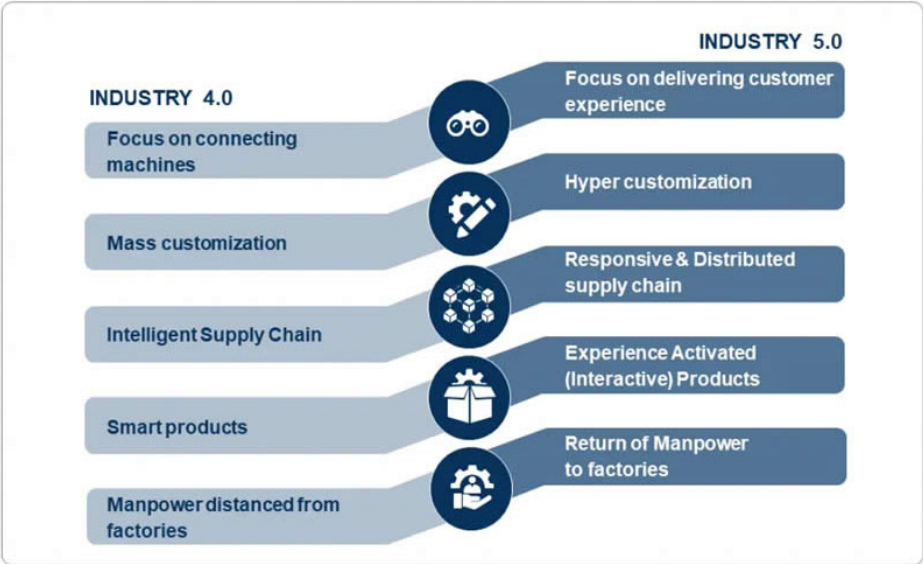 INDUSTRY 4.0
Focus on connecting
machines
Mass customization
Intelligent Supply Chain
Smart products
Manpower distanced from
factories
INDUSTRY 5.0
Focus on delivering customer
experience
Hyper customization
Responsive & Distributed
supply chain
Experience Activated
(Interactive) Products
Return of Manpower
to factories